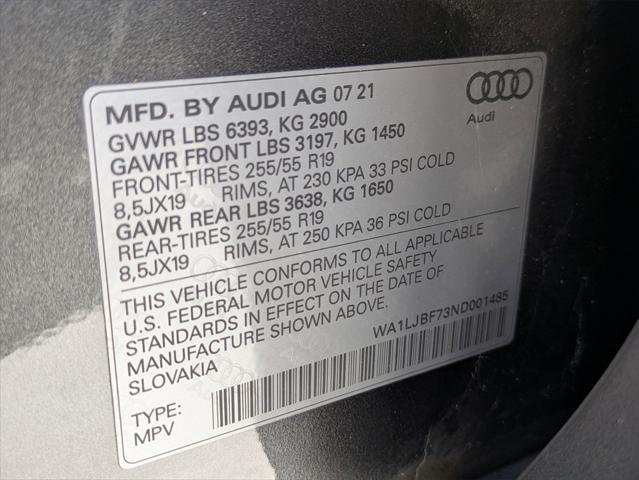 MFD. BY AUDI AG 07 21
Audi
GVWR LBS 6393, KG 2900
GAWR FRONT LBS 3197, KG 1450
FRONT-TIRES 255/55 R19
8,5JX19 RIMS, AT 230 KPA 33 PSI COLD
GAWR REAR LBS 3638, KG 1650
REAR-TIRES 255/55 R19
8,5JX19 RIMS, AT 250 KPA 36 PSI COLD
THIS VEHICLE CONFORMS TO ALL APPLICABLE
U.S. FEDERAL MOTOR VEHICLE SAFETY
STANDARDS IN EFFECT ON THE DATE OF
MANUFACTURE SHOWN ABOVE.
SLOVAKIA
WA1LJBF73ND001485
TYPE:
MPV